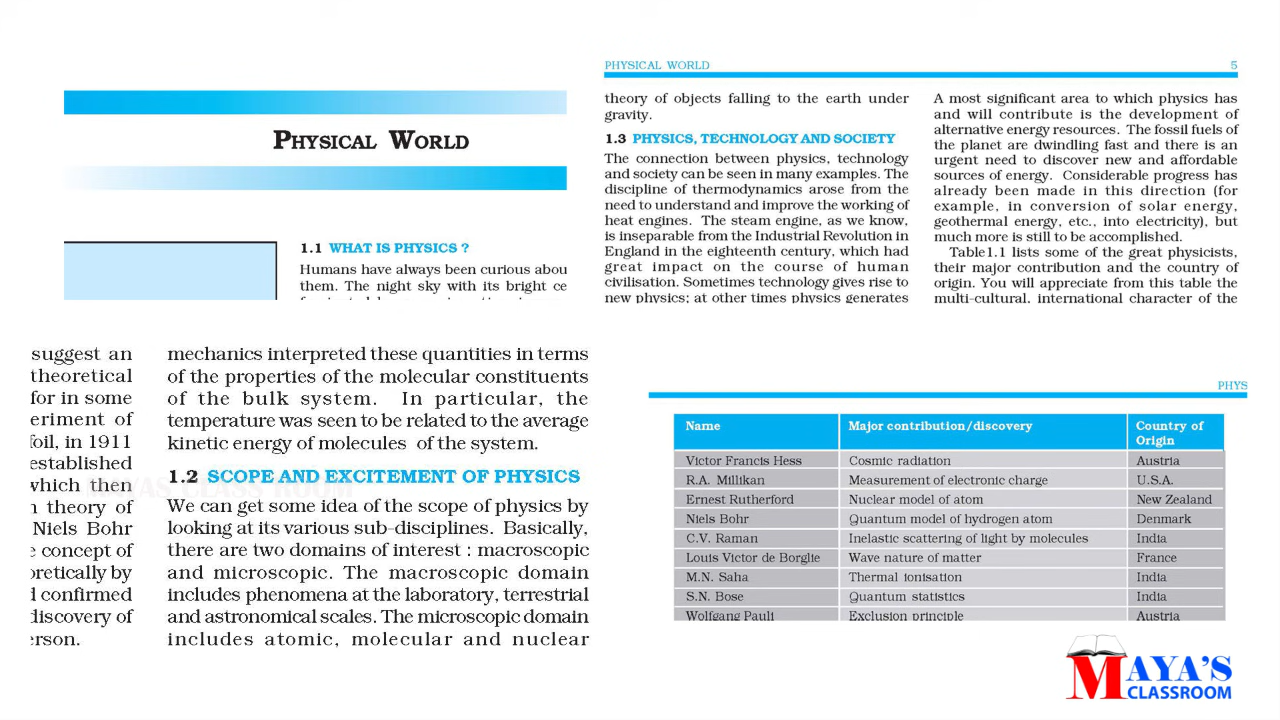 PHYSICAL WORLD
1.1 WHAT IS PHYSICS ?
Humans have always been curious abou
them. The night sky with its bright ce
PHYSICAL WORLD 5
theory of objects falling to the earth under
gravity.
1.3 PHYSICS, TECHNOLOGY AND SOCIETY
The connection between physics, technology
and society can be seen in many examples. The
discipline of thermodynamics arose from the
need to understand and improve the working of
heat engines. The steam engine, as we know,
is inseparable from the Industrial Revolution in
England in the eighteenth century, which had
great impact on the course of human
civilisation. Sometimes technology gives rise to
new physics; at other times physics generates
A most significant area to which physics has
and will contribute is the development of
alternative energy resources. The fossil fuels of
the planet are dwindling fast and there is an
urgent need to discover new and affordable
sources of energy. Considerable progress has
already been made in this direction (for
example, in conversion of solar energy,
geothermal energy, etc., into electricity), but
much more is still to be accomplished.
Table1.1 lists some of the great physicists,
their major contribution and the country of
origin. You will appreciate from this table the
multi-cultural, international character of the
suggest an
theoretical
for in some
eriment of
foil, in 1911
established
which then
n theory of
Niels Bohr
e concept of
oretically by
d confirmed
discovery of
erson.
mechanics interpreted these quantities in terms
of the properties of the molecular constituents
of the bulk system. In particular, the
temperature was seen to be related to the average
kinetic energy of molecules of the system.
1.2 SCOPE AND EXCITEMENT OF PHYSICS
MAYAS CLASS ROOM
We can get some idea of the scope of physics by
looking at its various sub-disciplines. Basically,
there are two domains of interest : macroscopic
and microscopic. The macroscopic domain
includes phenomena at the laboratory, terrestrial
and astronomical scales. The microscopic domain
includes atomic, molecular and nuclear
PHYS
Name Major contribution/discovery Country of Origin
Victor Francis Hess Cosmic radiation Austria
R.A. Millikan Measurement of electronic charge U.S.A.
Ernest Rutherford Nuclear model of atom New Zealand
Niels Bohr Quantum model of hydrogen atom Denmark
C.V. Raman Inelastic scattering of light by molecules India
Louis Victor de Borglie Wave nature of matter France
M.N. Saha Thermal ionisation India
S.N. Bose Quantum statistics India
Wolfgang Pauli Exclusion principle Austria
MAYA'S
CLASSROOM